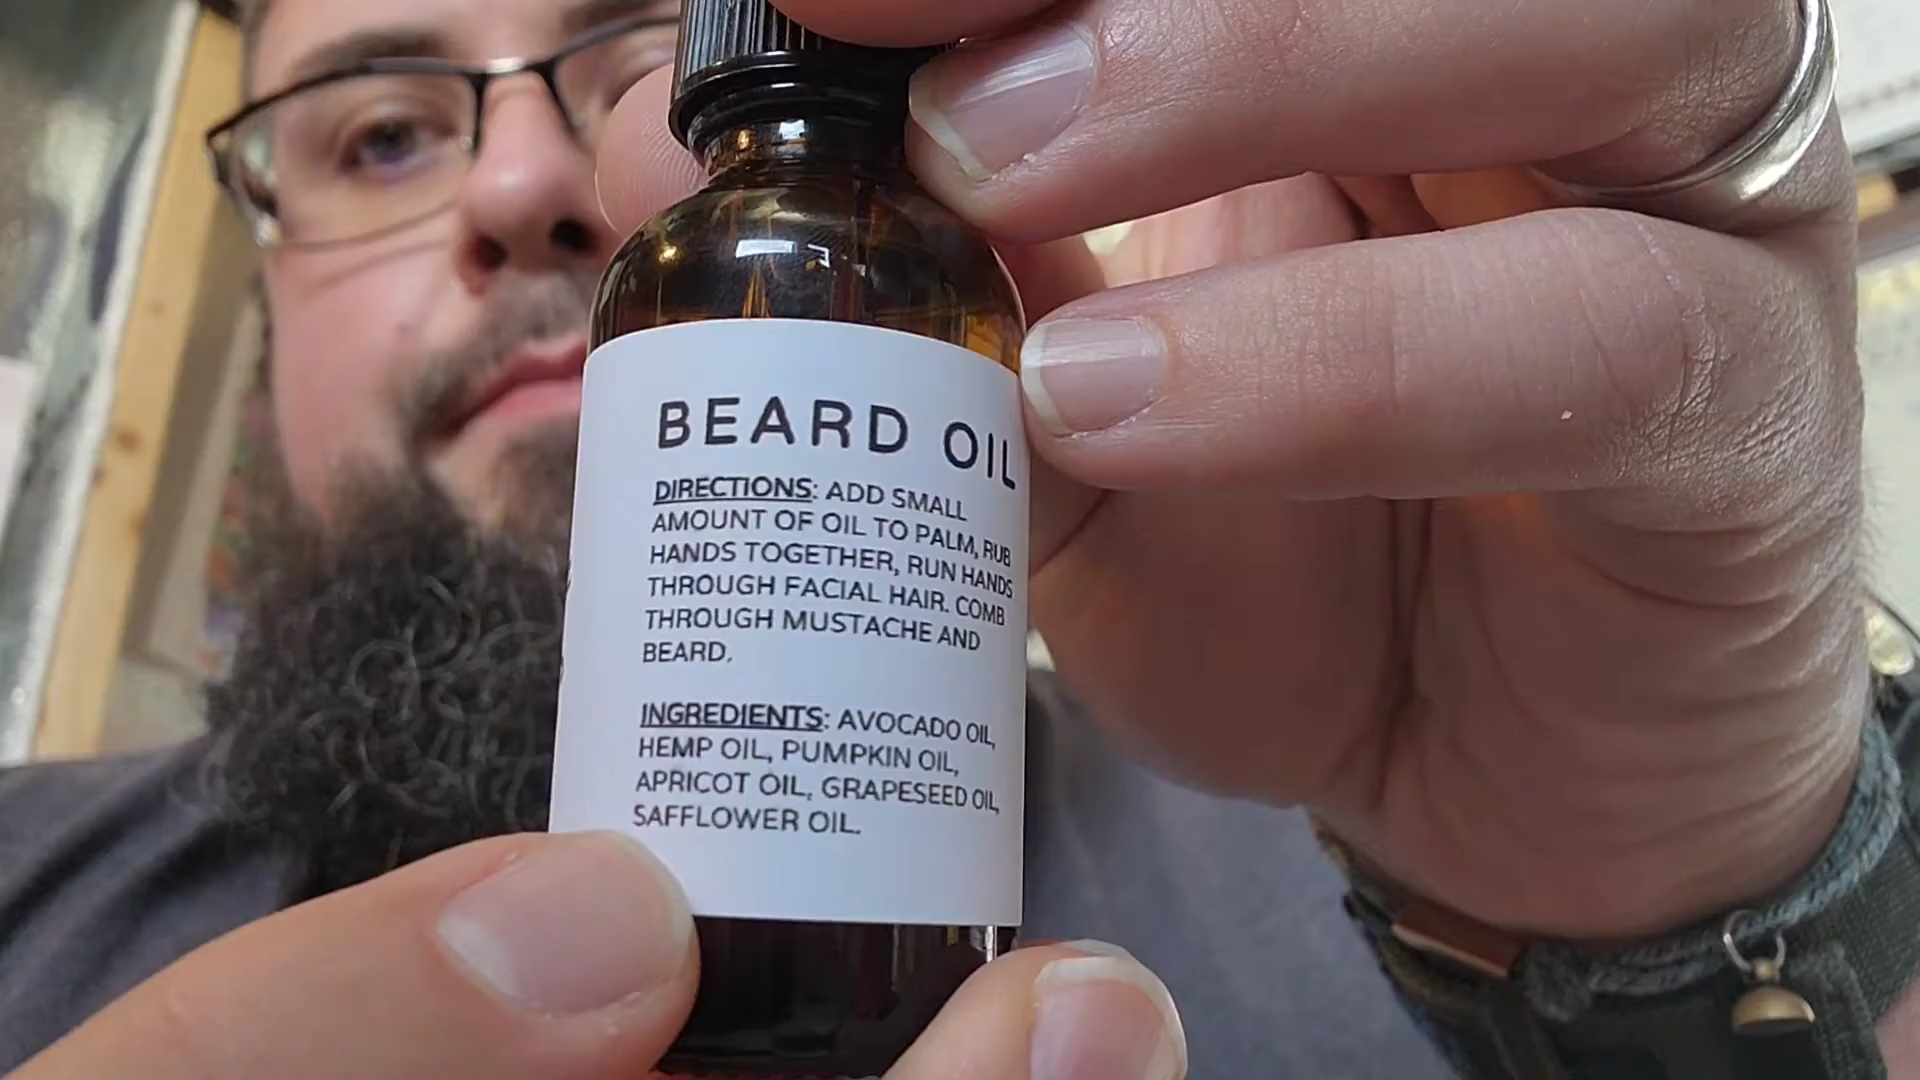 BEARD OIL
DIRECTIONS: ADD SMALL
AMOUNT OF OIL TO PALM, RUB
HANDS TOGETHER, RUN HANDS
THROUGH FACIAL HAIR. COMB
THROUGH MUSTACHE AND
BEARD.
INGREDIENTS: AVOCADO OIL,
HEMP OIL, PUMPKIN OIL,
APRICOT OIL, GRAPESEED OIL,
SAFFLOWER OIL.